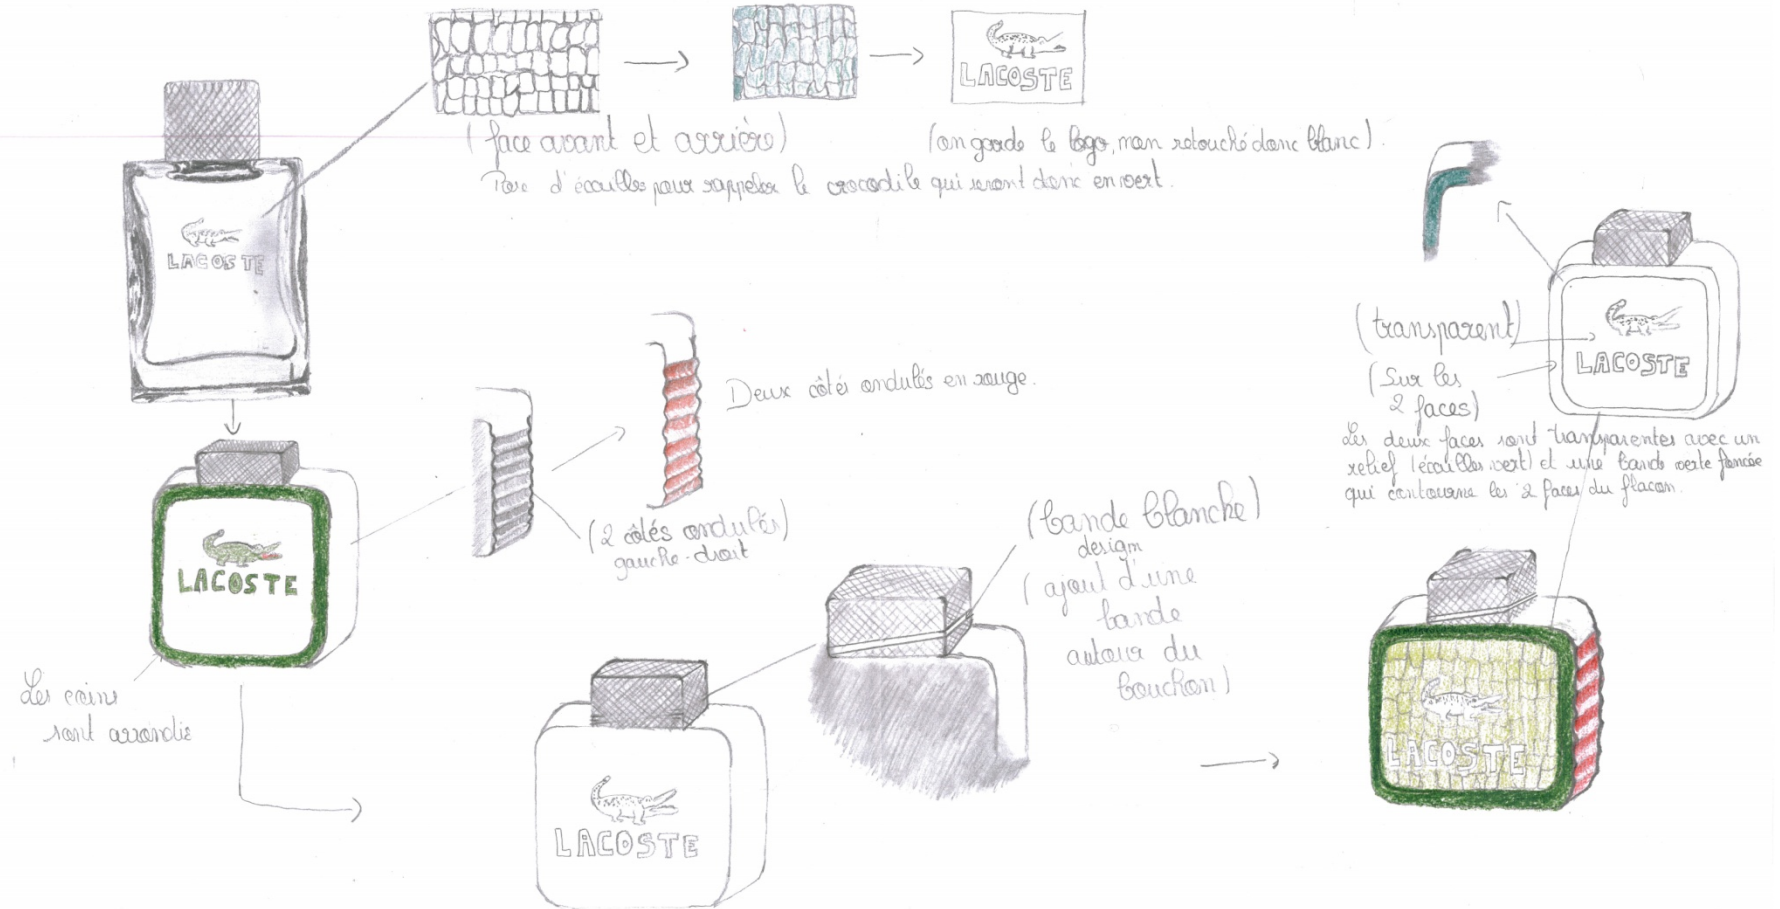 LACOSTE
(face avant et arrière)
(on garde le logo, non retouché donc blanc).
Pose d'écailles pour rappeler le crocodile qui seront donc en vert.
LACOSTE
(transparent)
(Sur les
2 faces)
LACOSTE
Les deux faces sont transparentes avec un
relief (écailles vert) et une bande verte foncée
qui contourne les 2 faces du flacon.
Deux côtés ondulés en rouge.
(2 côtés ondulés)
gauche-droit
LACOSTE
Les coins
sont arrondis
(bande blanche)
design
(ajout d'une
bande
autour du
bouchon)
LACOSTE
LACOSTE